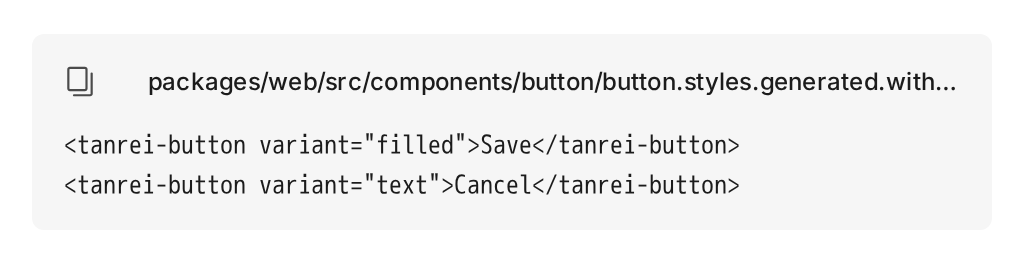 packages/web/src/components/button/button.styles.generated.with...
<tanrei-button variant="filled">Save</tanrei-button>
<tanrei-button variant="text">Cancel</tanrei-button>